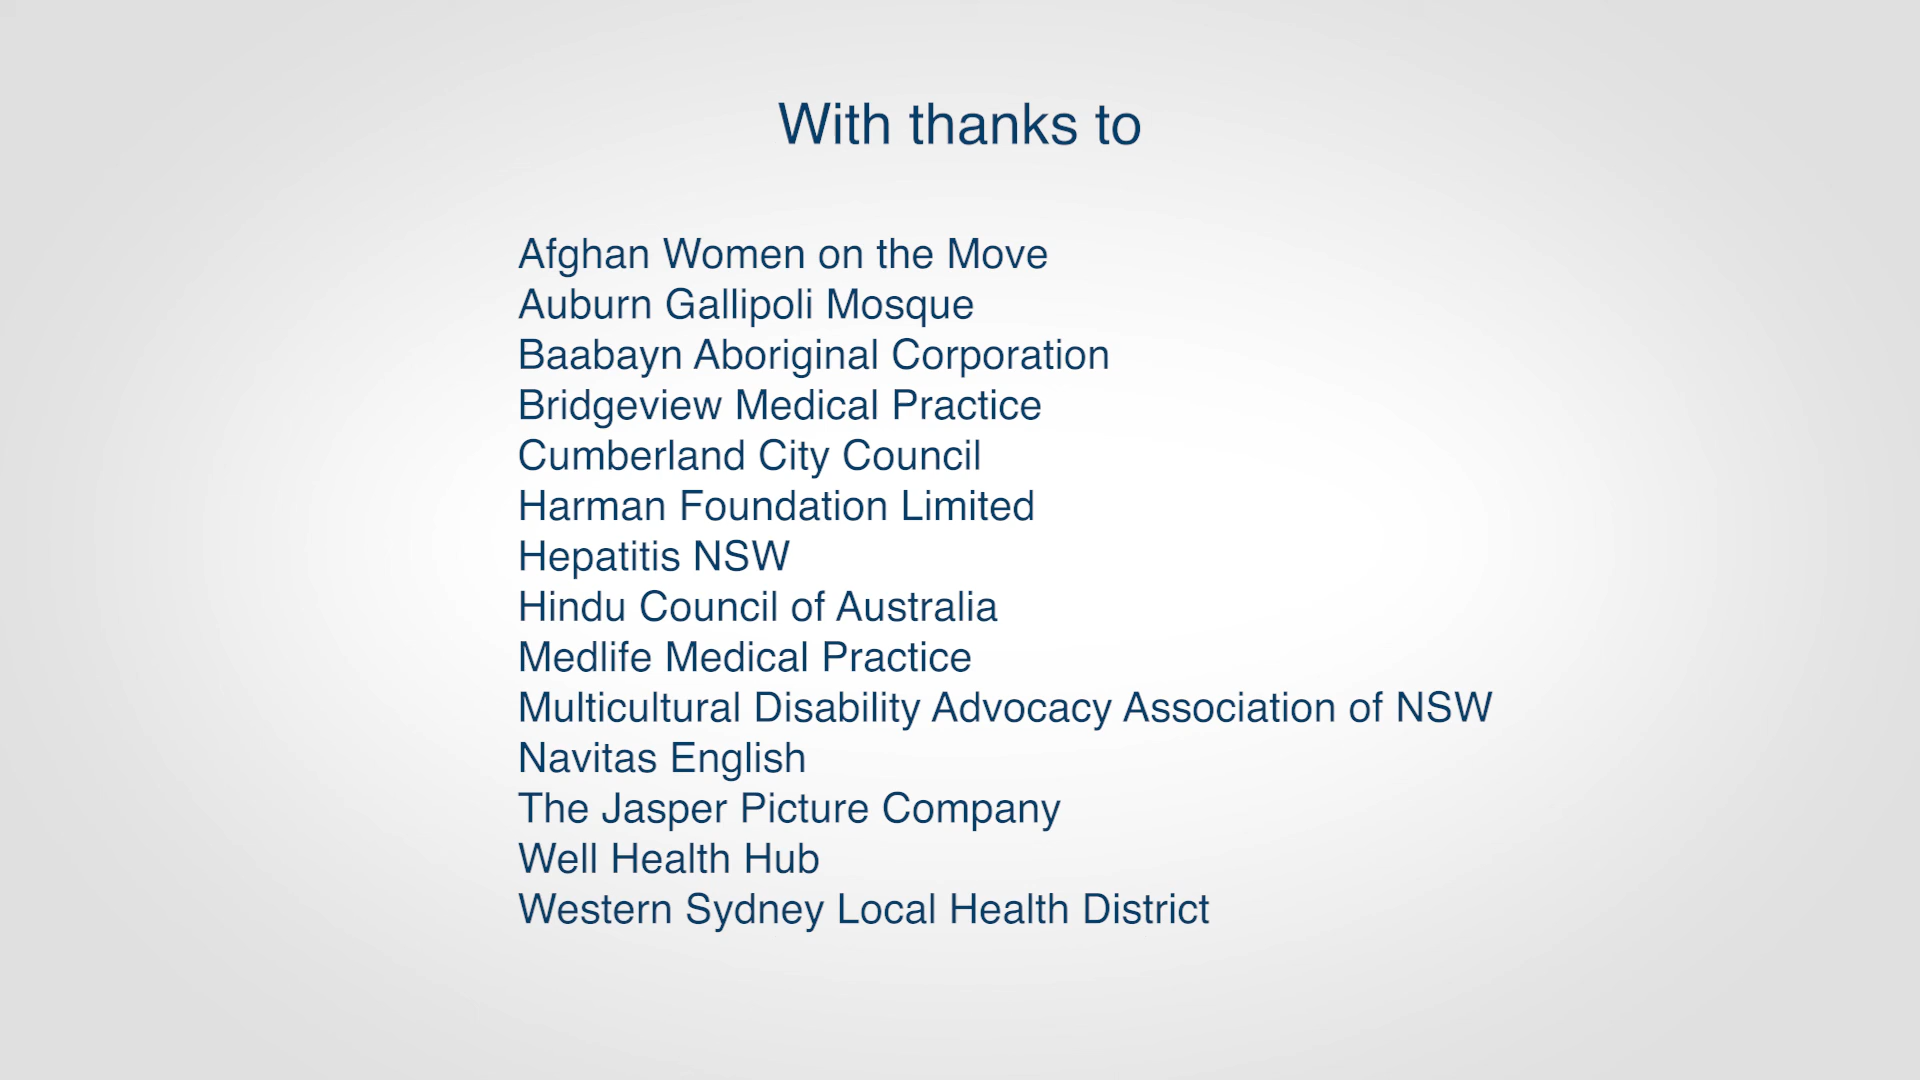 With thanks to
Afghan Women on the Move
Auburn Gallipoli Mosque
Baabayn Aboriginal Corporation
Bridgeview Medical Practice
Cumberland City Council
Harman Foundation Limited
Hepatitis NSW
Hindu Council of Australia
Medlife Medical Practice
Multicultural Disability Advocacy Association of NSW
Navitas English
The Jasper Picture Company
Well Health Hub
Western Sydney Local Health District